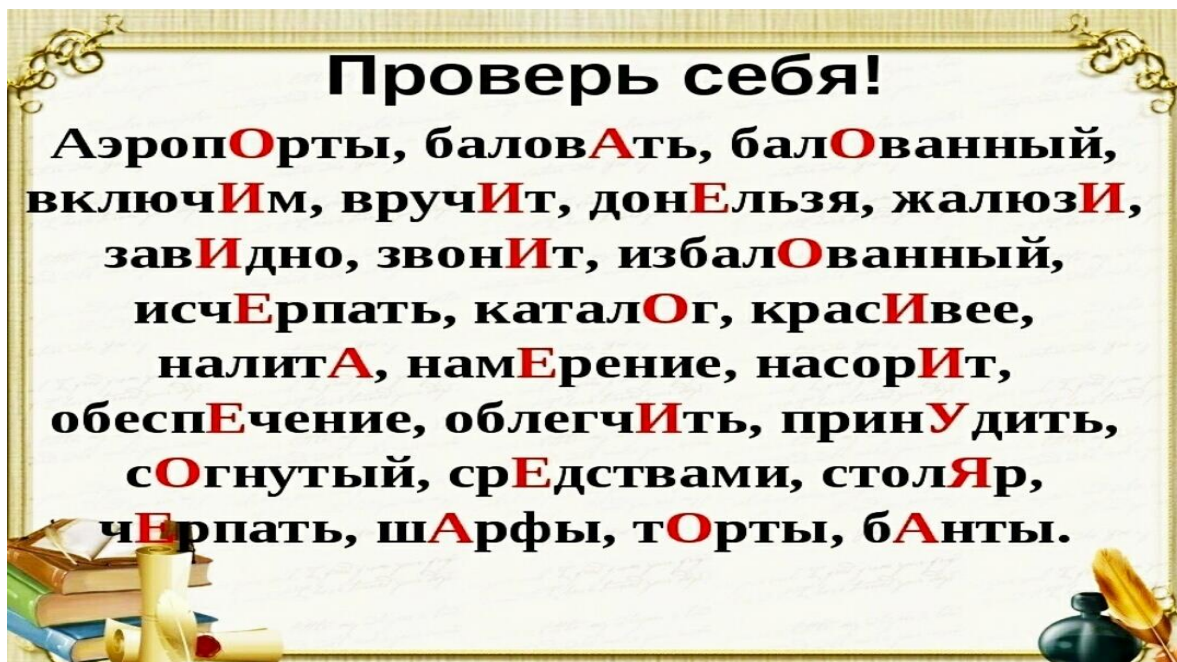 Проверь себя!
АэропОрты, баловАть, балОванный,
включИм, вручИт, донЕльзя, жалюзИ,
завИдно, звонИт, избалОванный,
исчЕрпать, каталОг, красИвее,
налитА, намЕрение, насорИт,
обеспЕчение, облегчИть, принУдить,
сОгнутый, срЕдствами, столЯр,
чЕрпать, шАрфы, тОрты, бАнты.